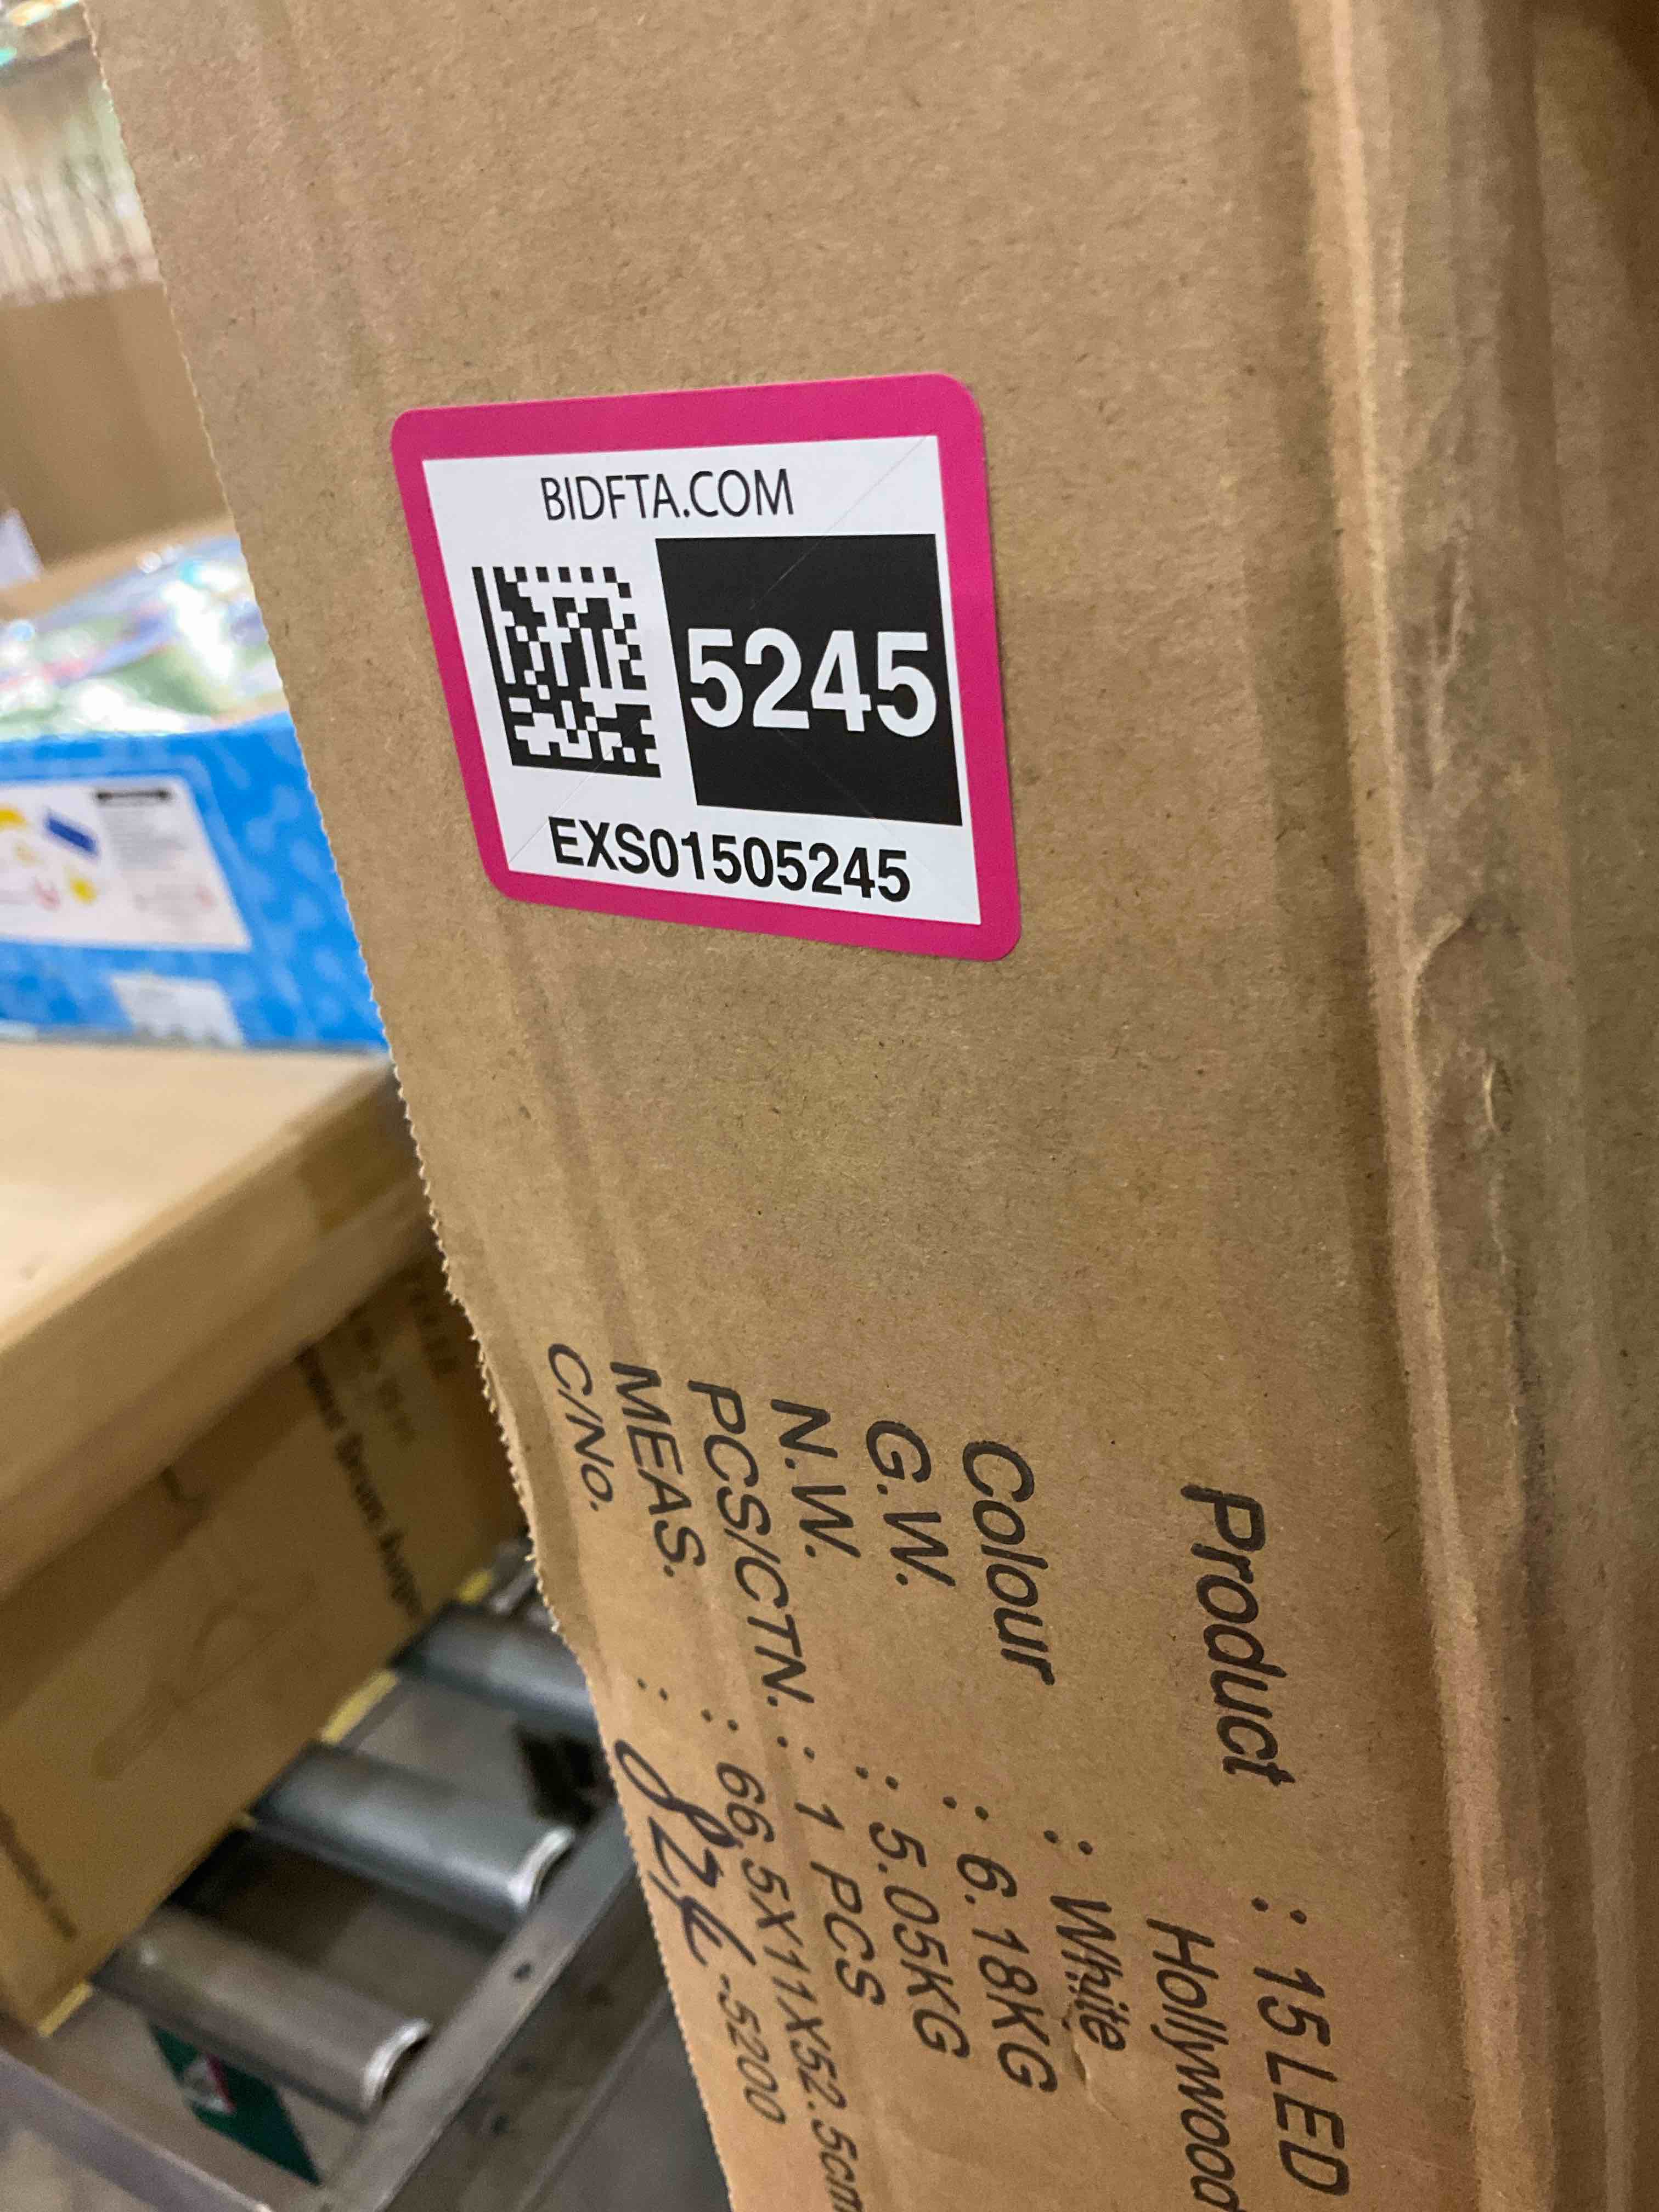 BIDFTA.COM
5245
EXS01505245
Product : 15 LED
Hollywood
Colour : White
G.W. : 6.18KG
N.W. : 5.05KG
PCS/CTN. : 1 PCS
MEAS. : 66.5X11X52.5cm
C/No. : -5200